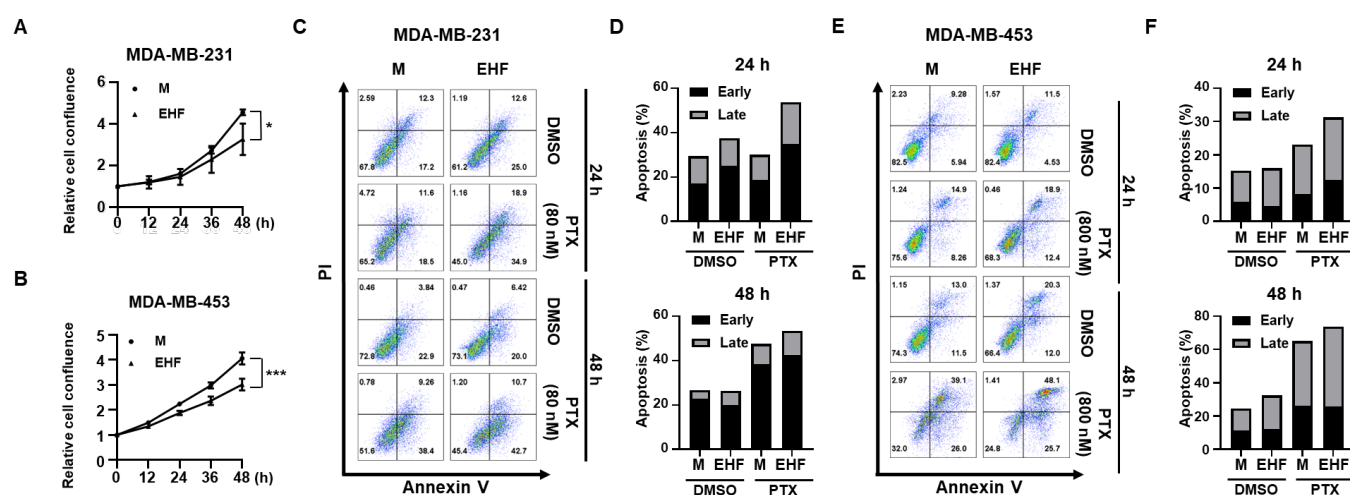 A
MDA-MB-231
Relative cell confluence
6
4
2
0
M
EHF
*
0 12 24 36 48 (h)
B
MDA-MB-453
Relative cell confluence
5
4
3
2
1
0
M
EHF
***
0 12 24 36 48 (h)
C
MDA-MB-231
M EHF
PI
2.59 12.3 1.19 12.6
67.8 17.2 61.2 25.0
DMSO
4.72 11.6 1.16 18.9
65.2 18.5 45.0 34.9
PTX
(80 nM)
24 h
0.46 3.84 0.47 6.42
72.8 22.9 73.1 20.0
DMSO
0.78 9.26 1.20 10.7
51.6 38.4 45.4 42.7
PTX
(80 nM)
48 h
Annexin V
D
24 h
Apoptosis (%)
60
40
20
0
Early
Late
M EHF M EHF
DMSO PTX
48 h
Apoptosis (%)
60
40
20
0
Early
Late
M EHF M EHF
DMSO PTX
E
MDA-MB-453
M EHF
PI
2.23 9.28 1.57 11.5
82.5 5.94 82.4 4.53
DMSO
1.24 14.9 0.46 18.9
75.6 8.26 68.3 12.4
PTX
(800 nM)
24 h
1.15 13.0 1.37 20.3
74.3 11.5 66.4 12.0
DMSO
2.97 39.1 1.41 48.1
32.0 26.0 24.8 25.7
PTX
(800 nM)
48 h
Annexin V
F
24 h
Apoptosis (%)
40
30
20
10
0
Early
Late
M EHF M EHF
DMSO PTX
48 h
Apoptosis (%)
80
60
40
20
0
Early
Late
M EHF M EHF
DMSO PTX